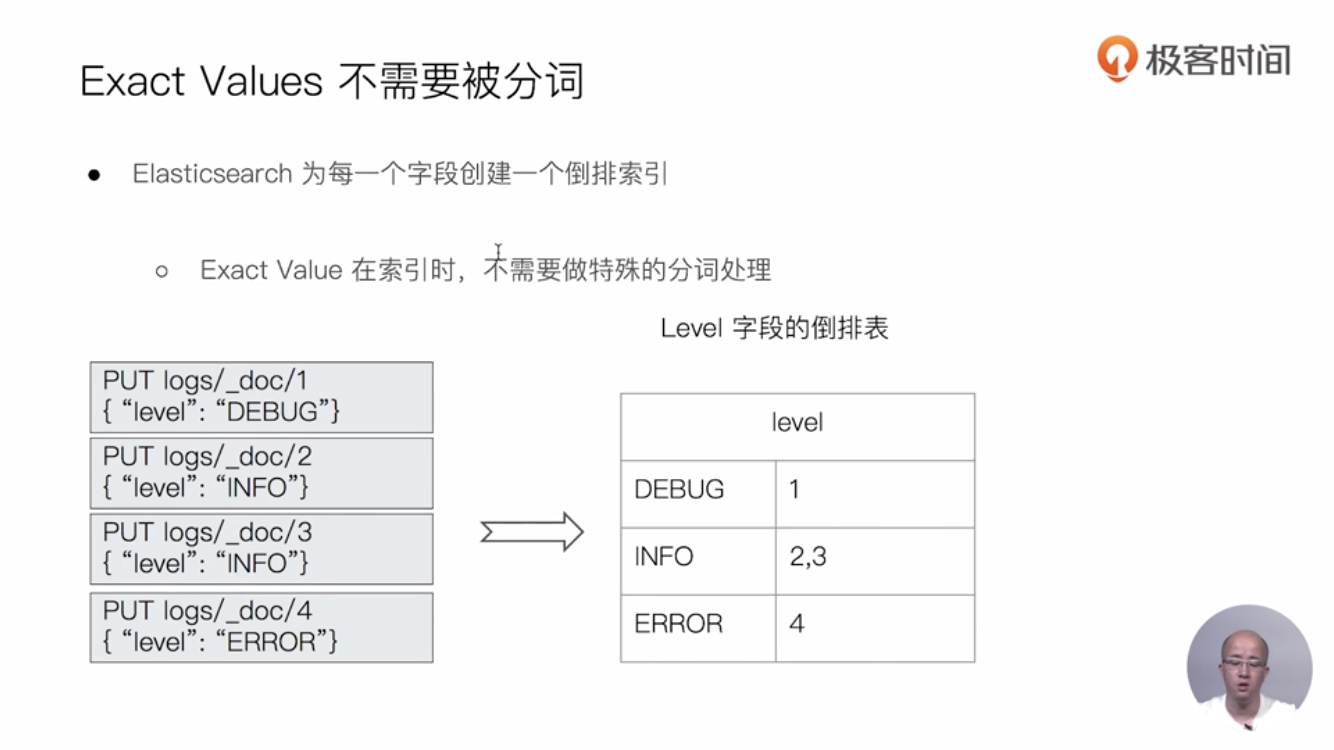 极客时间
Exact Values 不需要被分词
Elasticsearch 为每一个字段创建一个倒排索引
Exact Value 在索引时，不需要做特殊的分词处理
Level 字段的倒排表
PUT logs/_doc/1
{ “level”: “DEBUG”}
PUT logs/_doc/2
{ “level”: “INFO”}
PUT logs/_doc/3
{ “level”: “INFO”}
PUT logs/_doc/4
{ “level”: “ERROR”}
level
DEBUG 1
INFO 2,3
ERROR 4